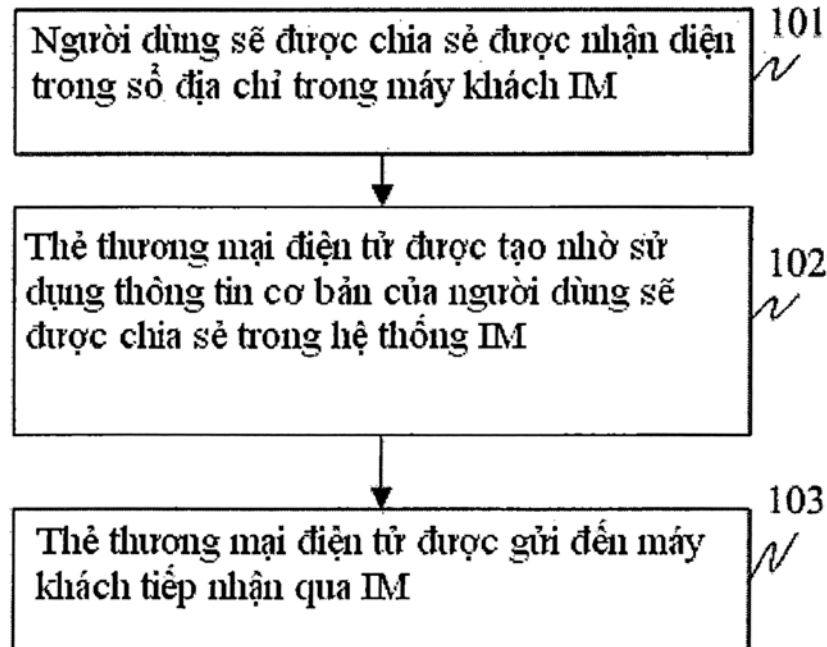 101
Người dùng sẽ được chia sẻ được nhận diện
trong sổ địa chỉ trong máy khách IM
102
Thẻ thương mại điện tử được tạo nhờ sử
dụng thông tin cơ bản của người dùng sẽ
được chia sẻ trong hệ thống IM
103
Thẻ thương mại điện tử được gửi đến máy
khách tiếp nhận qua IM